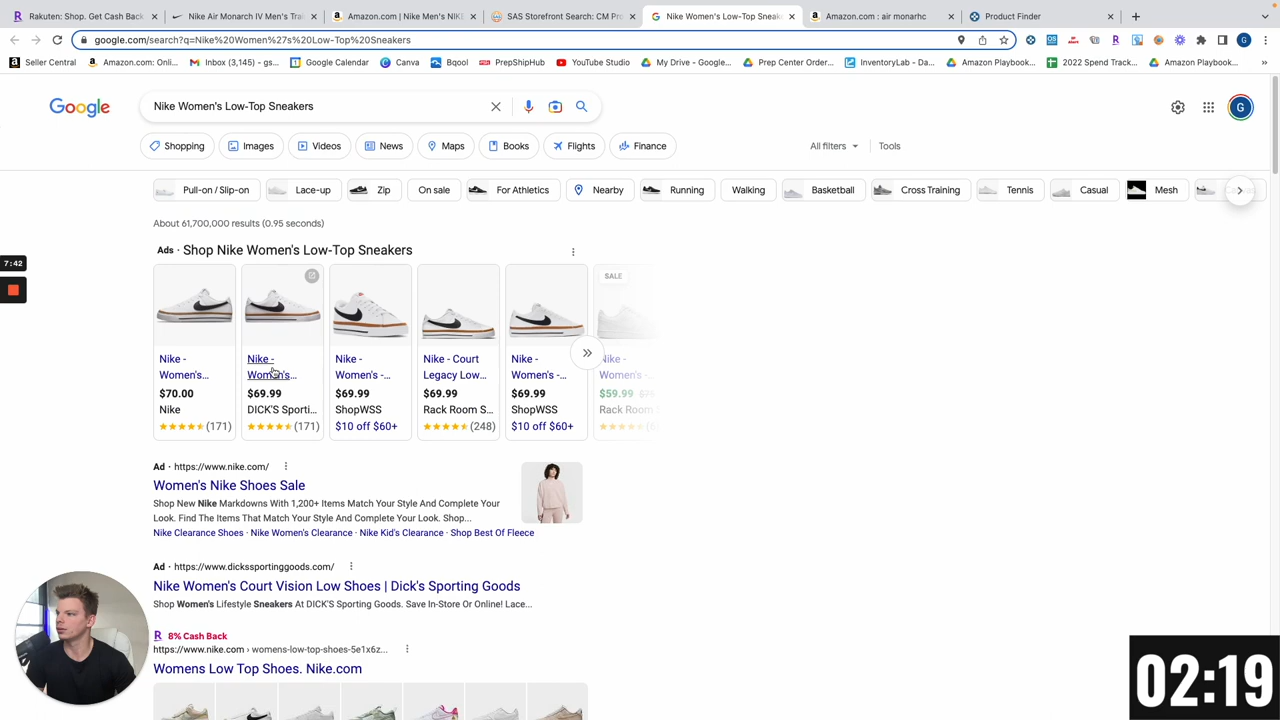 Rakuten: Shop. Get Cash Back
Nike Air Monarch IV Men's Trai
Amazon.com | Nike Men's NIKE
SAS Storefront Search: CM Pro
Nike Women's Low-Top Sneak
Amazon.com : air monarhc
Product Finder
google.com/search?q=Nike%20Women%27s%20Low-Top%20Sneakers
Seller Central
Amazon.com: Onli...
Inbox (3,145) - gs...
Google Calendar
Canva
Bqool
PrepShipHub
YouTube Studio
My Drive - Google...
Prep Center Order...
InventoryLab - Da...
Amazon Playbook...
2022 Spend Track...
Amazon Playbook...
Google
Nike Women's Low-Top Sneakers
G
Shopping
Images
Videos
News
Maps
Books
Flights
Finance
All filters
Tools
Pull-on / Slip-on
Lace-up
Zip
On sale
For Athletics
Nearby
Running
Walking
Basketball
Cross Training
Tennis
Casual
Mesh
About 61,700,000 results (0.95 seconds)
Ads · Shop Nike Women's Low-Top Sneakers
7:42
SALE
Nike -
Women's...
$70.00
Nike
(171)
Nike -
Women's...
$69.99
DICK'S Sporti...
(171)
Nike -
Women's -...
$69.99
ShopWSS
$10 off $60+
Nike - Court
Legacy Low...
$69.99
Rack Room S...
(248)
Nike -
Women's -...
$69.99
ShopWSS
$10 off $60+
Nike -
Women's -...
$59.99
Rack Room S
Ad · https://www.nike.com/
Women's Nike Shoes Sale
Shop New Nike Markdowns With 1,200+ Items Match Your Style And Complete Your
Look. Find The Items That Match Your Style And Complete Your Look. Shop...
Nike Clearance Shoes · Nike Women's Clearance · Nike Kid's Clearance · Shop Best Of Fleece
Ad · https://www.dickssportinggoods.com/
Nike Women's Court Vision Low Shoes | Dick's Sporting Goods
Shop Women's Lifestyle Sneakers At DICK'S Sporting Goods. Save In-Store Or Online! Lace...
R 8% Cash Back
https://www.nike.com › womens-low-top-shoes-5e1x6z...
Womens Low Top Shoes. Nike.com
02:19